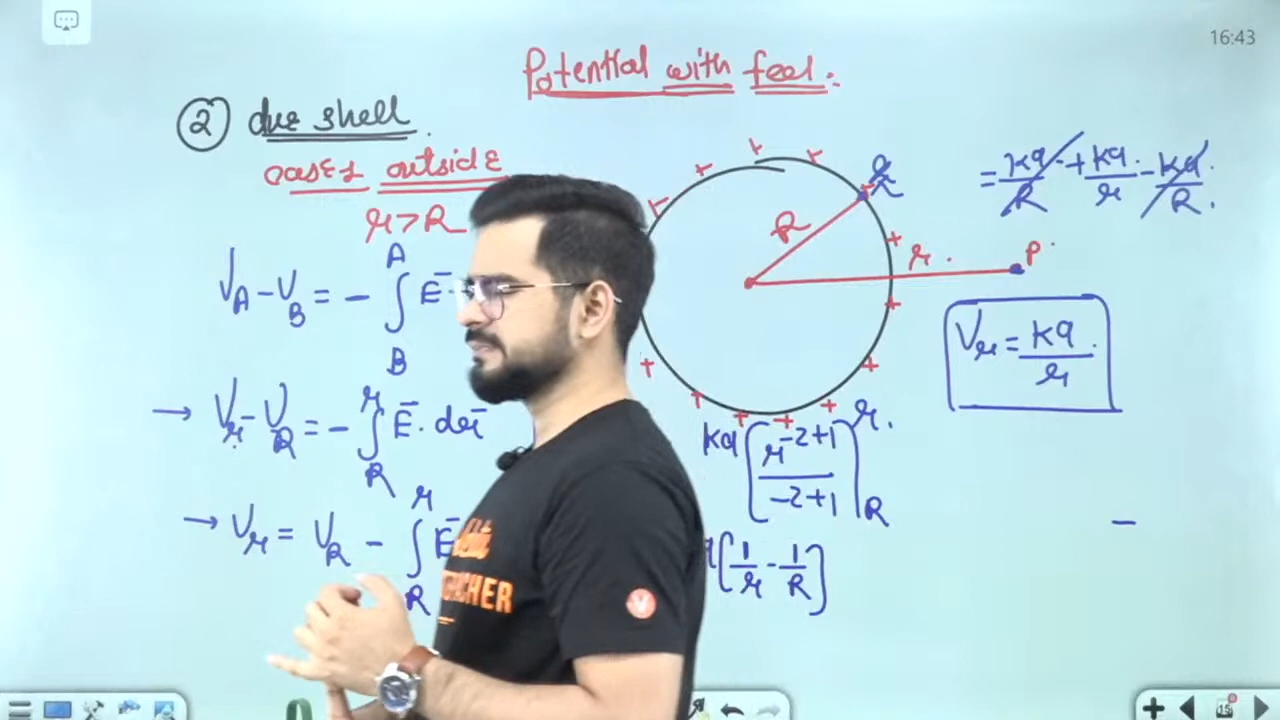 16:43
Potential with feel.
② due shell.
case 1 outside
r > R
V_A - V_B = - ∫_B^A E
→ V_r - V_R = - ∫_R^r E⃗ · dr⃗
→ V_r = V_R - ∫_R^r E
= kq/R + kq/r - kq/R.
R
r.
P
V_r = kq/r
kq [r^(-2+1)/(-2+1)]_R^r
[1/r - 1/R]
15